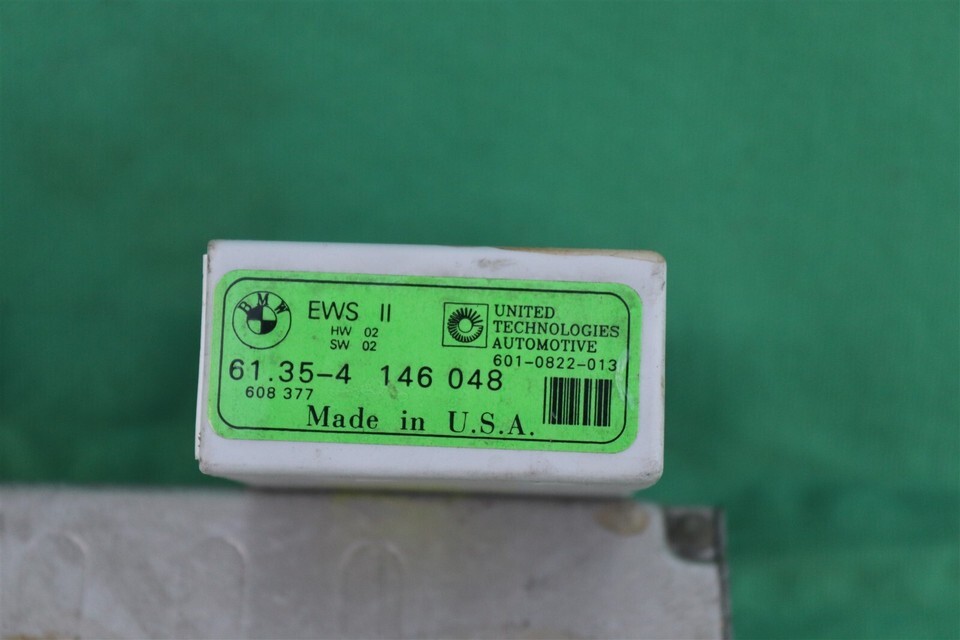 BMW
EWS II
HW 02
SW 02
UNITED
TECHNOLOGIES
AUTOMOTIVE
601-0822-013
61.35-4 146 048
608 377
Made in U.S.A.